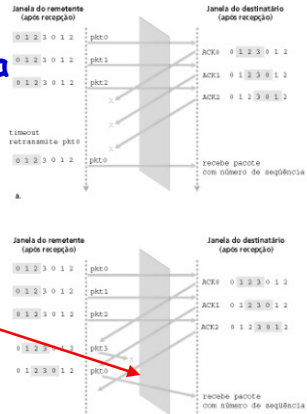 Janela do remetente
(após recepção)
Janela do destinatário
(após recepção)
0 1 2 3 0 1 2
pkt0
0 1 2 3 0 1 2
pkt1
ACK0 0 1 2 3 0 1 2
a
0 1 2 3 0 1 2
pkt2
ACK1 0 1 2 3 0 1 2
ACK2 0 1 2 3 0 1 2
x
x
x
timeout
retransmite pkt0
0 1 2 3 0 1 2
pkt0
recebe pacote
com número de seqüência
a.
Janela do remetente
(após recepção)
Janela do destinatário
(após recepção)
0 1 2 3 0 1 2
pkt0
0 1 2 3 0 1 2
pkt1
ACK0 0 1 2 3 0 1 2
0 1 2 3 0 1 2
pkt2
ACK1 0 1 2 3 0 1 2
ACK2 0 1 2 3 0 1 2
0 1 2 3 0 1 2
pkt3
x
0 1 2 3 0 1 2
pkt0
recebe pacote
com número de seqüência